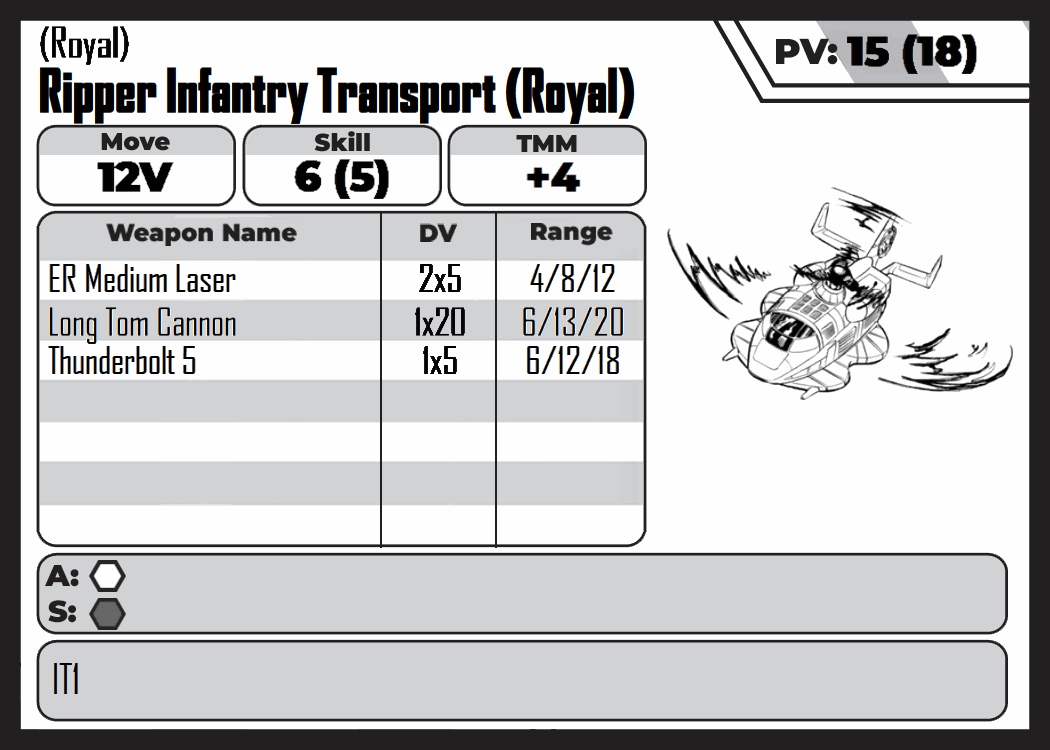 (Royal)
Ripper Infantry Transport (Royal)
PV: 15 (18)
Move Skill TMM
12V 6 (5) +4
Weapon Name DV Range
ER Medium Laser 2x5 4/8/12
Long Tom Cannon 1x20 6/13/20
Thunderbolt 5 1x5 6/12/18
A:
S:
IT1